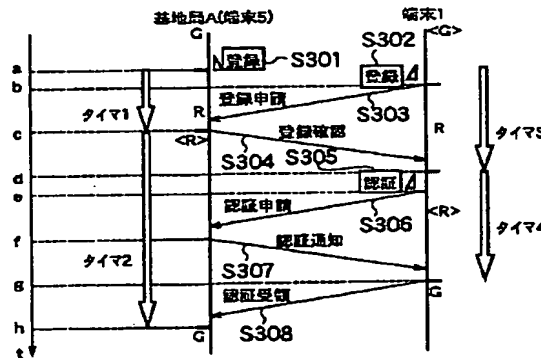 基地局A(端末5)
端末1
G
<G>
登録
S301
S302
登録
a
b
登録申請
S303
タイマ1
R
R
タイマ3
c
<R>
登録確認
S304
S305
d
認証
e
認証申請
S306
<R>
タイマ4
f
認証通知
タイマ2
S307
g
G
認証受領
h
G
S308
t